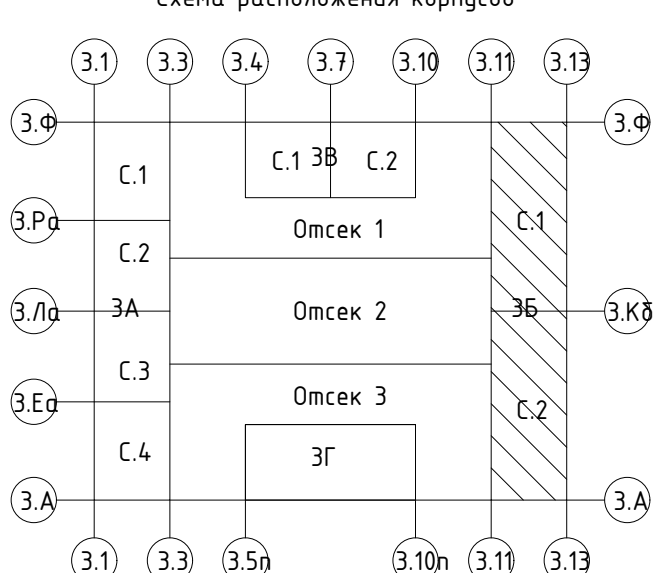 Схема расположения корпусов
3.1 3.3 3.4 3.7 3.10 3.11 3.13
3.Ф 3.Ф
С.1 С.1 3В С.2
3.Ра С.1
Отсек 1
С.2
3.Ла 3А Отсек 2 3Б 3.Кб
С.3
3.Еа Отсек 3 С.2
С.4 3Г
3.А 3.А
3.1 3.3 3.5п 3.10п 3.11 3.13